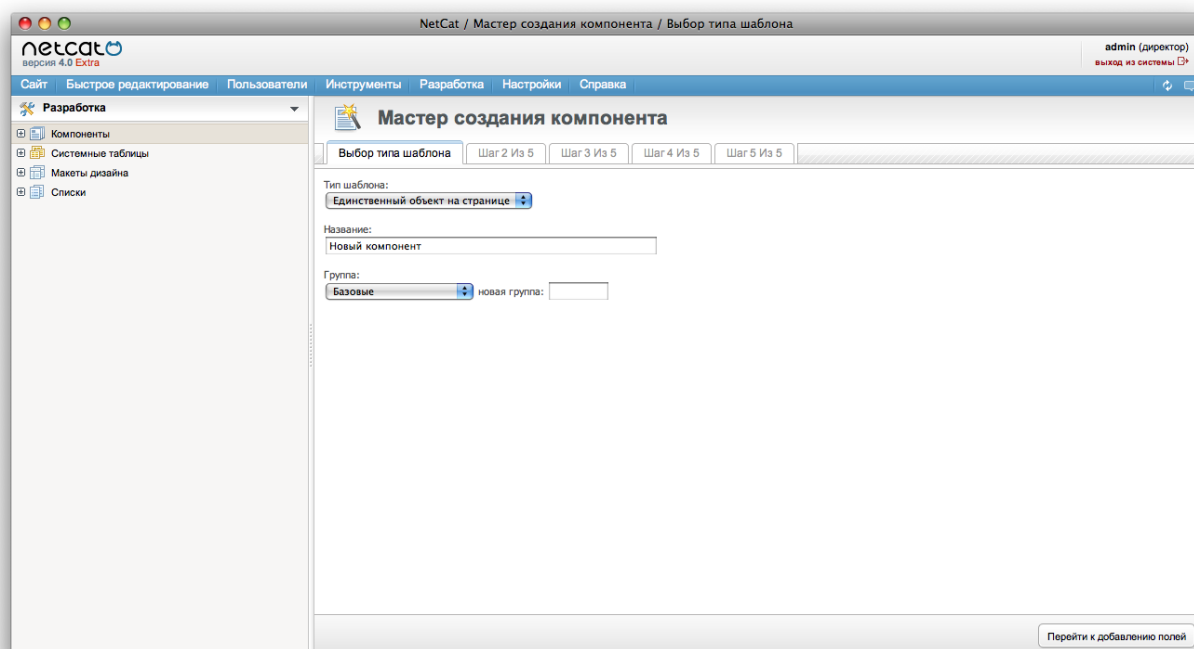 NetCat / Мастер создания компонента / Выбор типа шаблона
netcat
версия 4.0 Extra
admin (директор)
выход из системы
Сайт Быстрое редактирование Пользователи Инструменты Разработка Настройки Справка
Разработка
Компоненты
Системные таблицы
Макеты дизайна
Списки
Мастер создания компонента
Выбор типа шаблона Шаг 2 Из 5 Шаг 3 Из 5 Шаг 4 Из 5 Шаг 5 Из 5
Тип шаблона:
Единственный объект на странице
Название:
Новый компонент
Группа:
Базовые новая группа:
Перейти к добавлению полей